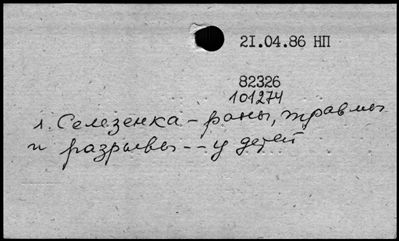 21.04.86 НП
82326
101274
1. Селезенка - раны, травмы
и разрывы -- у детей